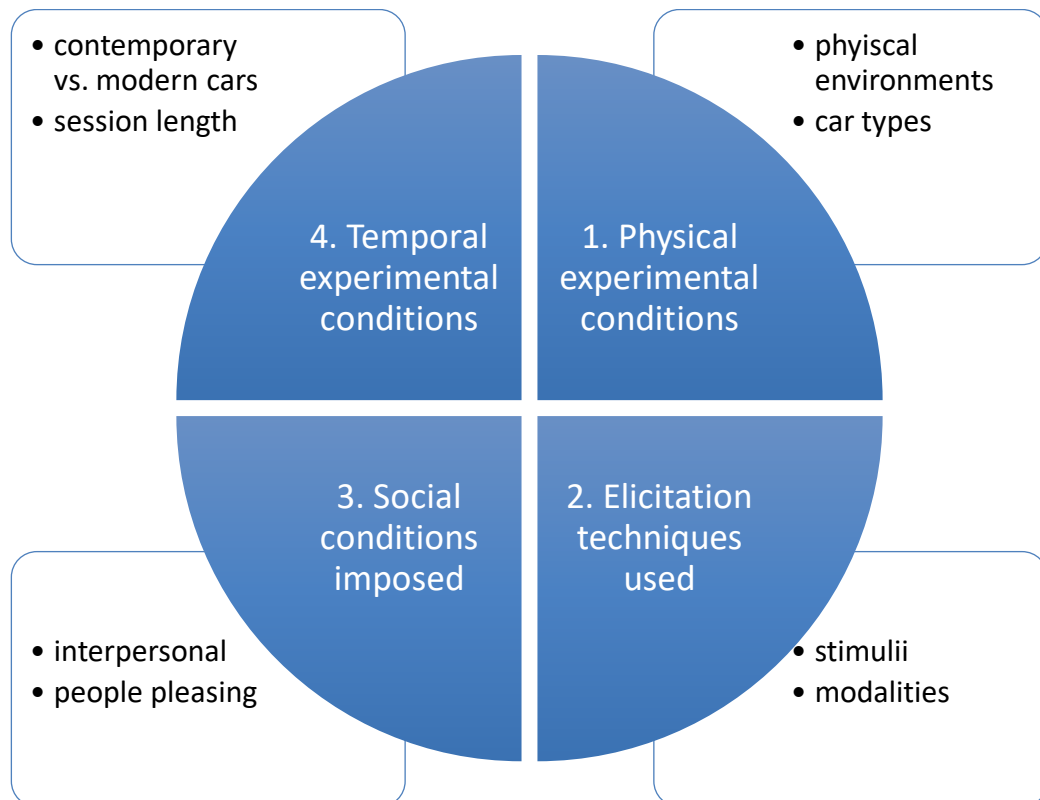 • contemporary
vs. modern cars
• session length
• phyiscal
environments
• car types
4. Temporal
experimental
conditions
1. Physical
experimental
conditions
3. Social
conditions
imposed
2. Elicitation
techniques
used
• interpersonal
• people pleasing
• stimulii
• modalities